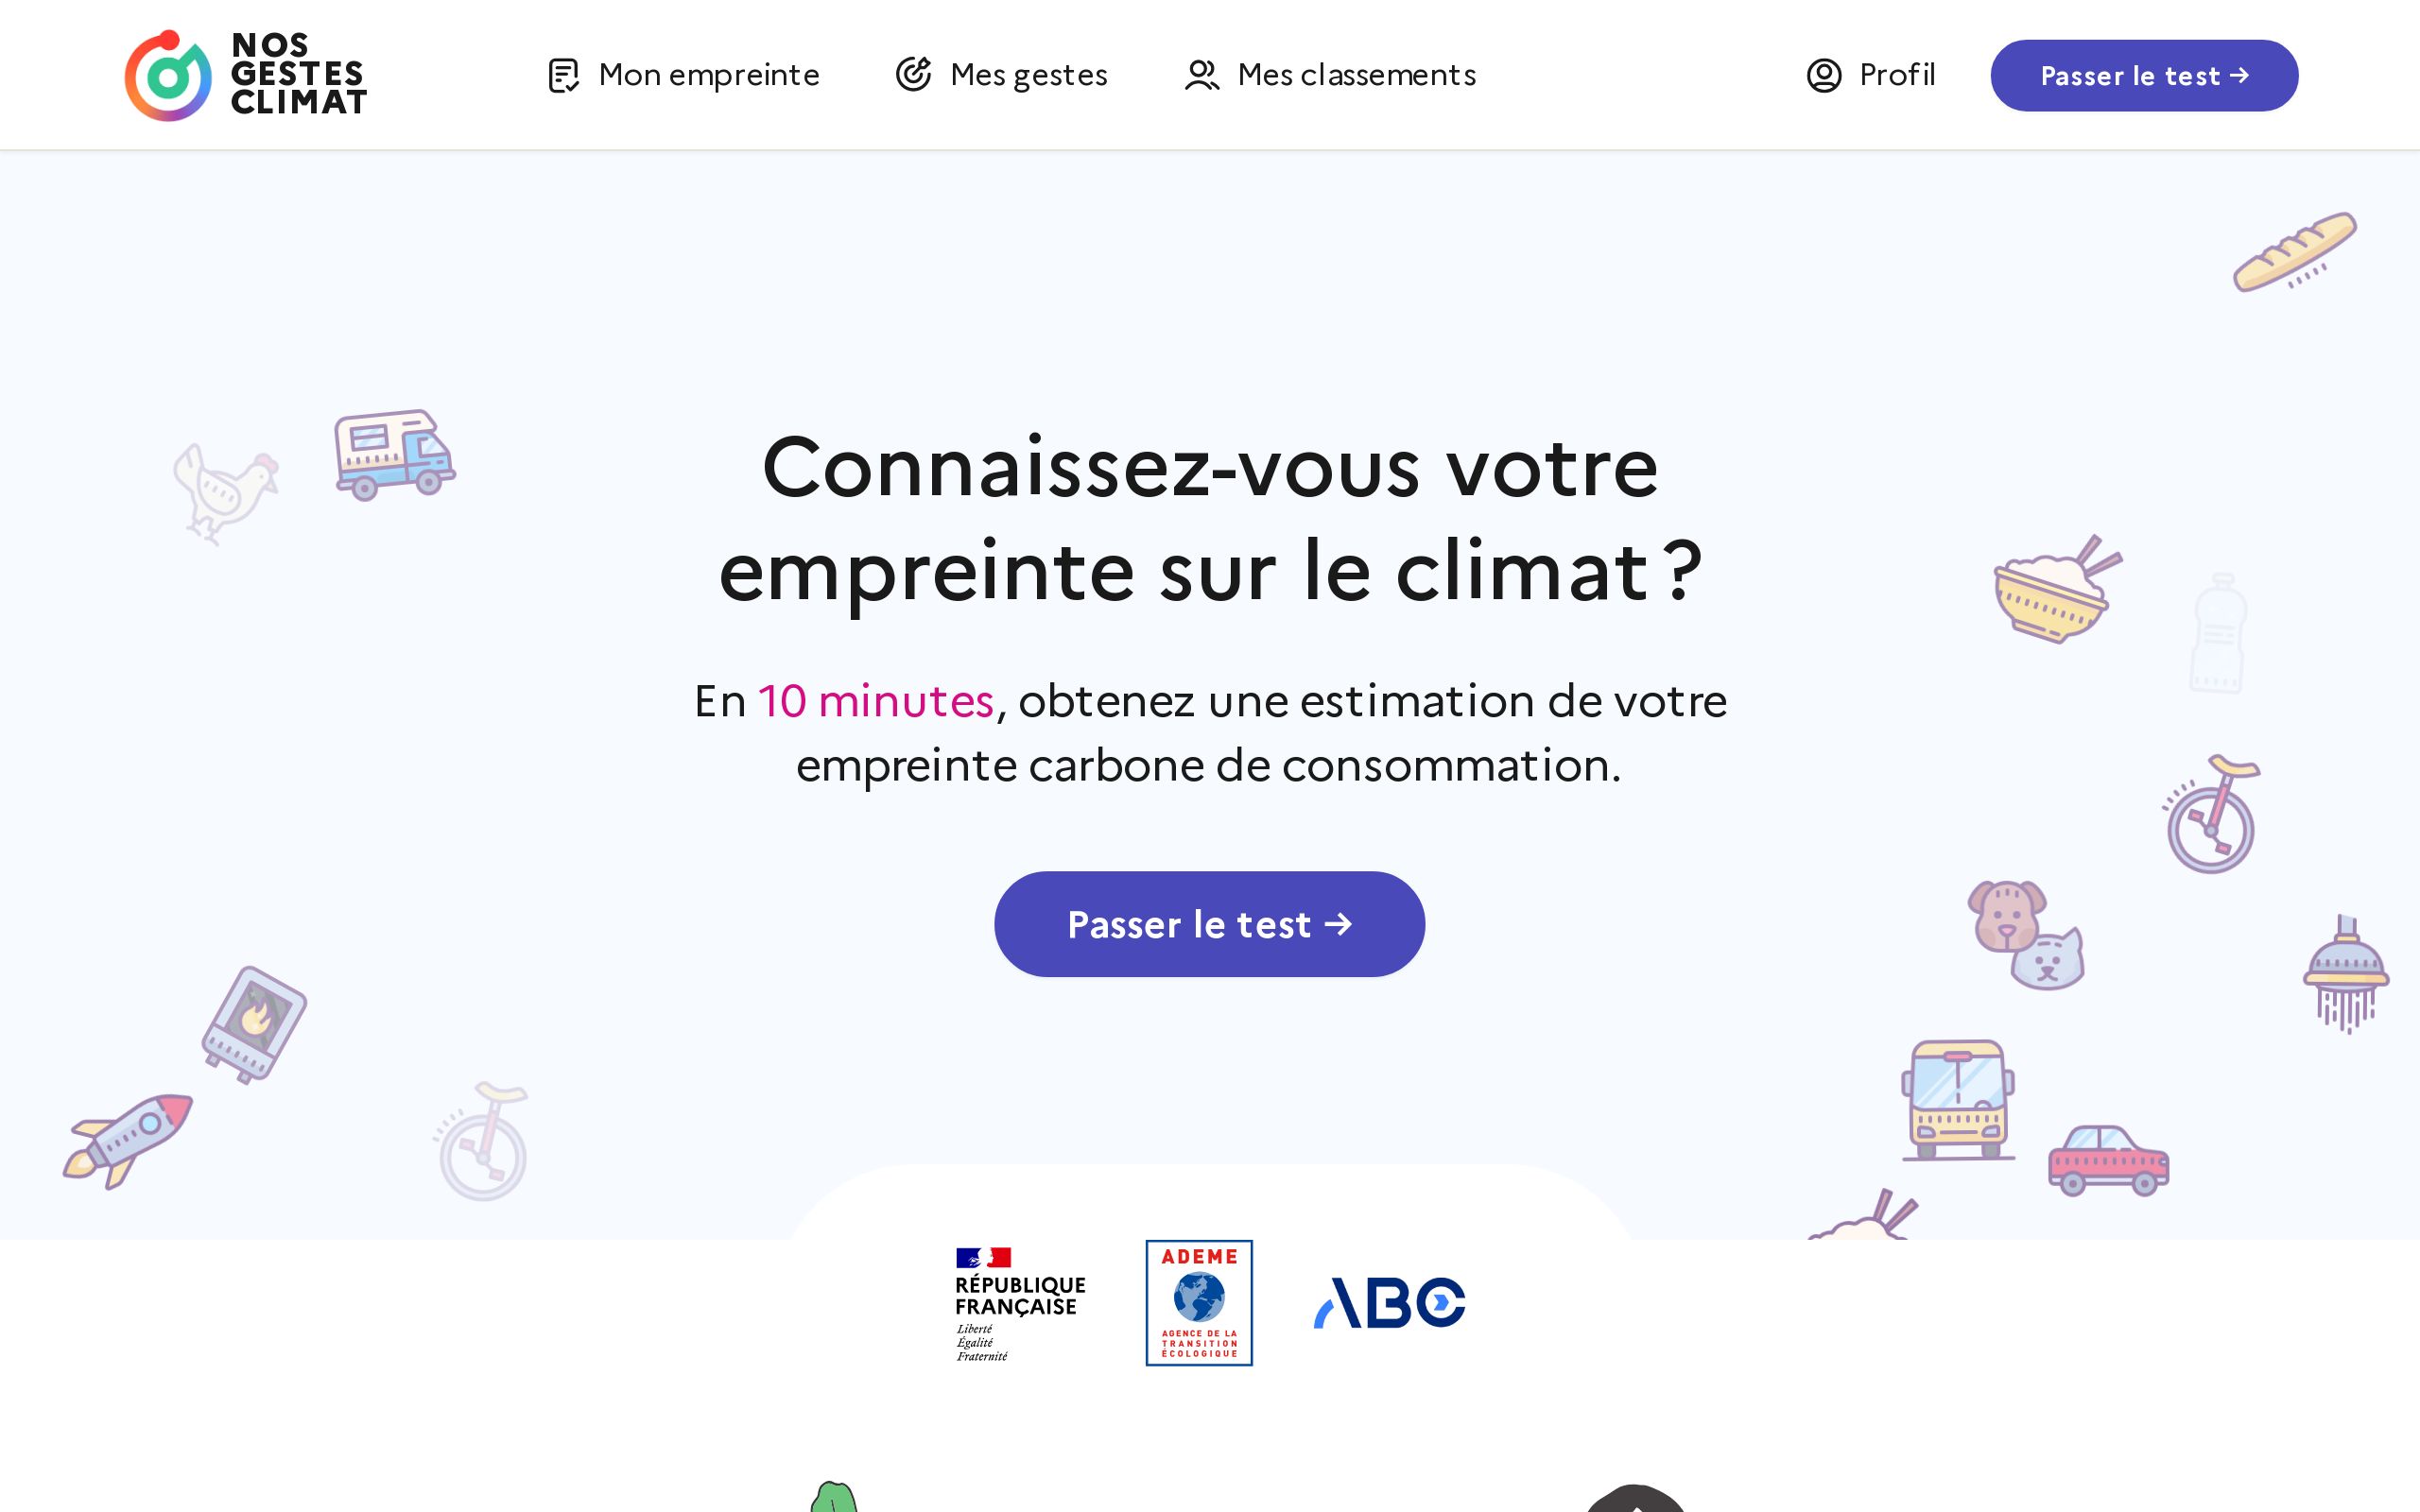 NOS
GESTES
CLIMAT
Mon empreinte
Mes gestes
Mes classements
Profil
Passer le test →
Connaissez-vous votre
empreinte sur le climat ?
En 10 minutes, obtenez une estimation de votre
empreinte carbone de consommation.
Passer le test →
RÉPUBLIQUE
FRANÇAISE
Liberté
Égalité
Fraternité
ADEME
AGENCE DE LA
TRANSITION
ÉCOLOGIQUE
ABC